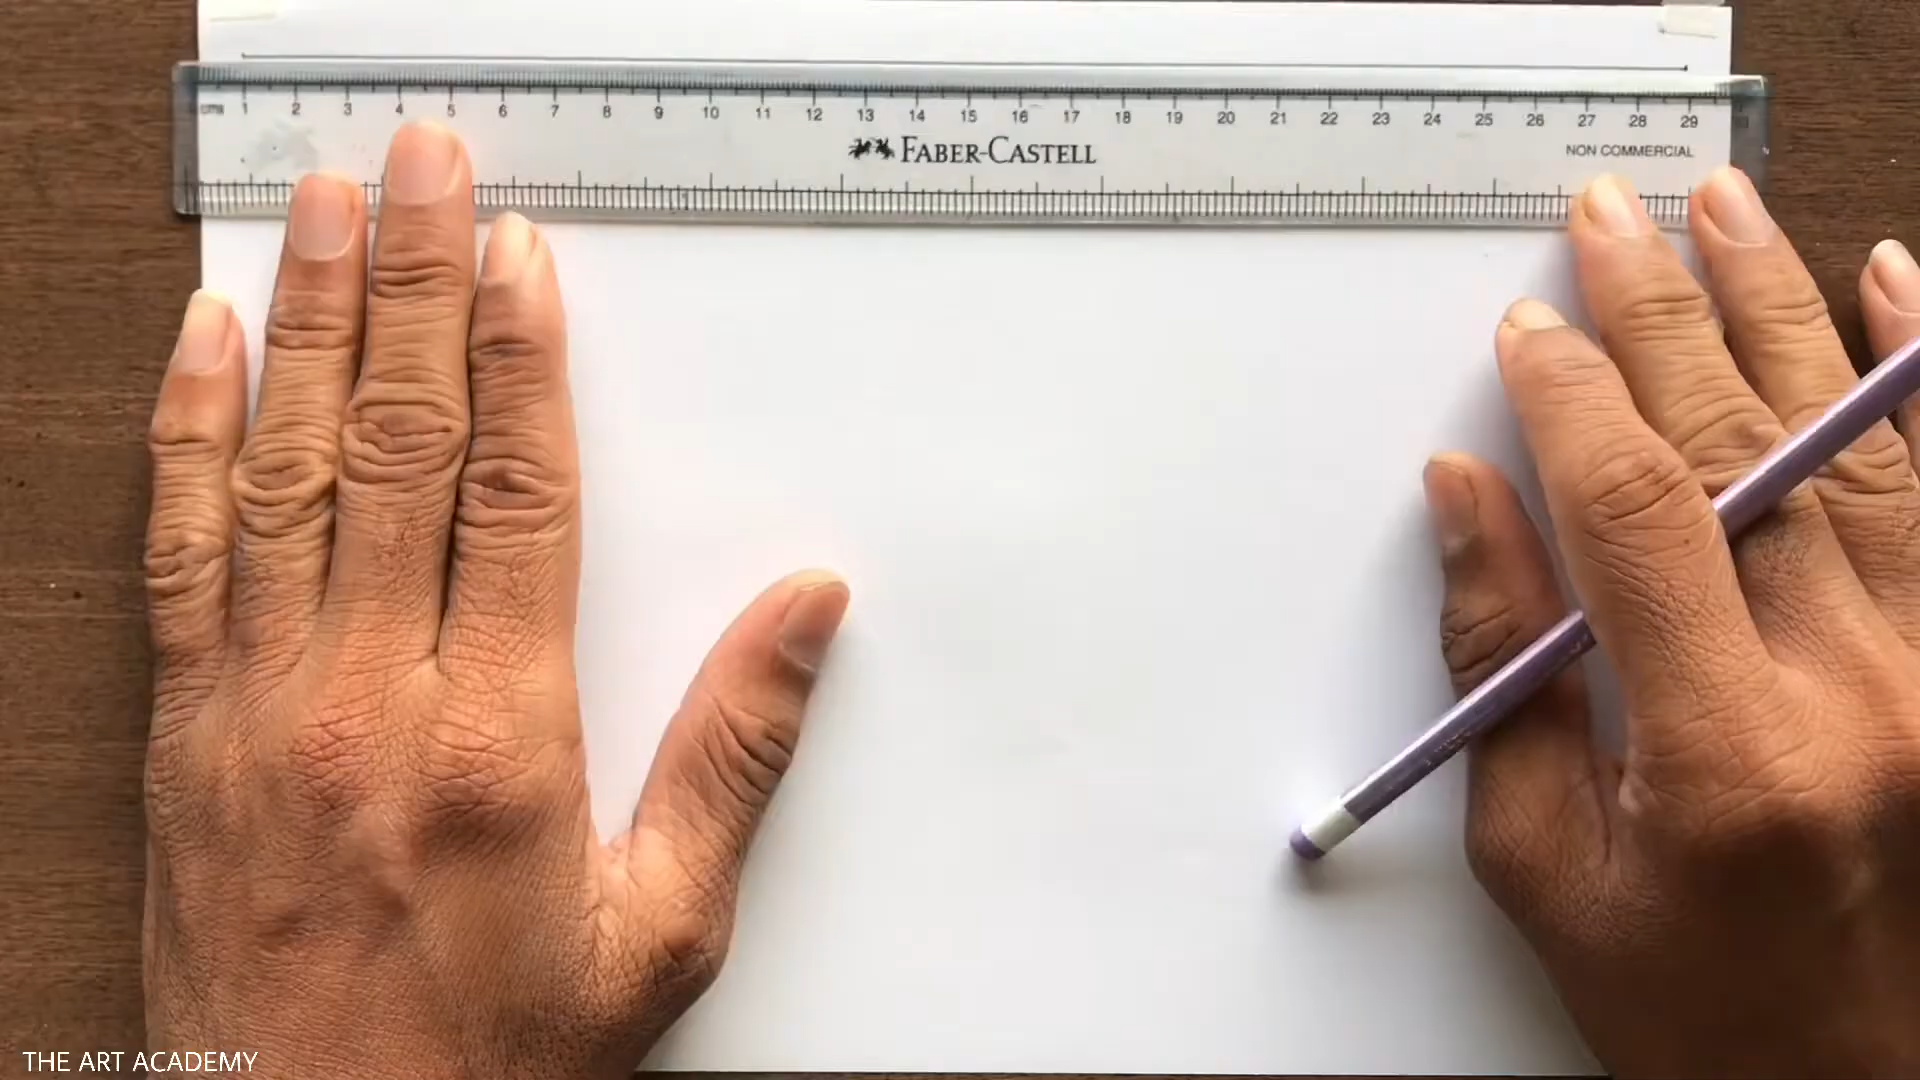 cms 1 2 3 4 5 6 7 8 9 10 11 12 13 14 15 16 17 18 19 20 21 22 23 24 25 26 27 28 29
FABER-CASTELL
NON COMMERCIAL
THE ART ACADEMY